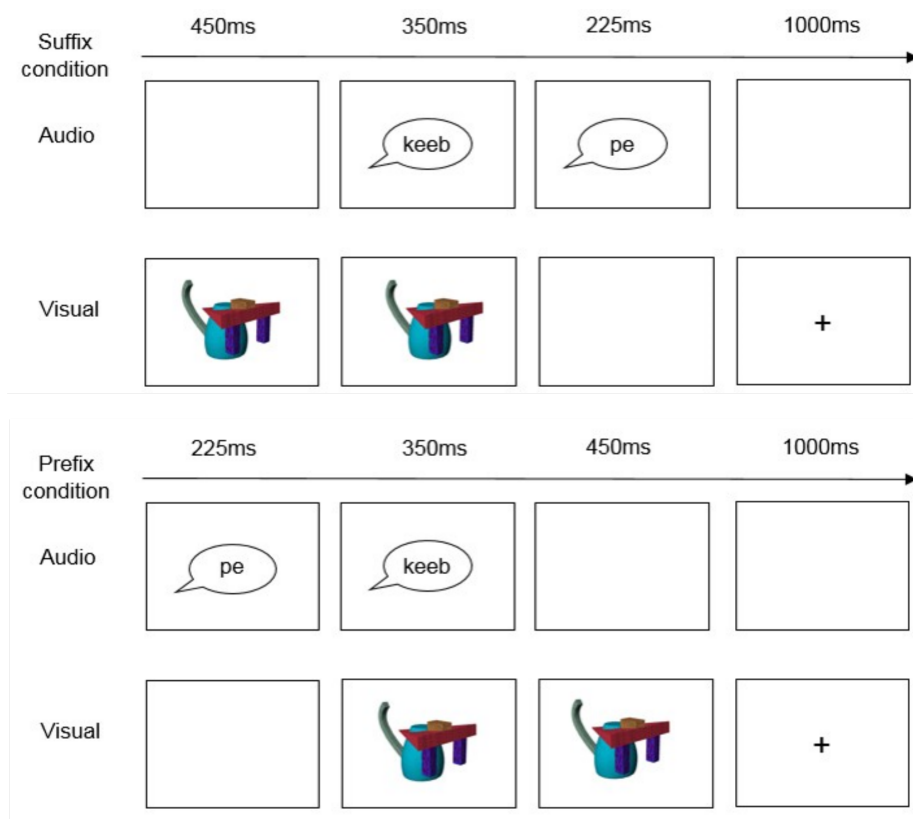 450ms 350ms 225ms 1000ms
Suffix
condition
Audio keeb pe
Visual +
225ms 350ms 450ms 1000ms
Prefix
condition
Audio pe keeb
Visual +